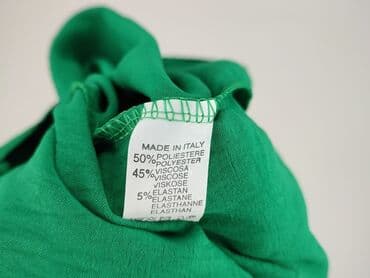 MADE IN ITALY
50% POLIESTERE
POLYESTER
45% VISCOSA
VISCOSE
VISKOSE
5% ELASTAN
ELASTANE
ELASTHANNE
ELASTHAN